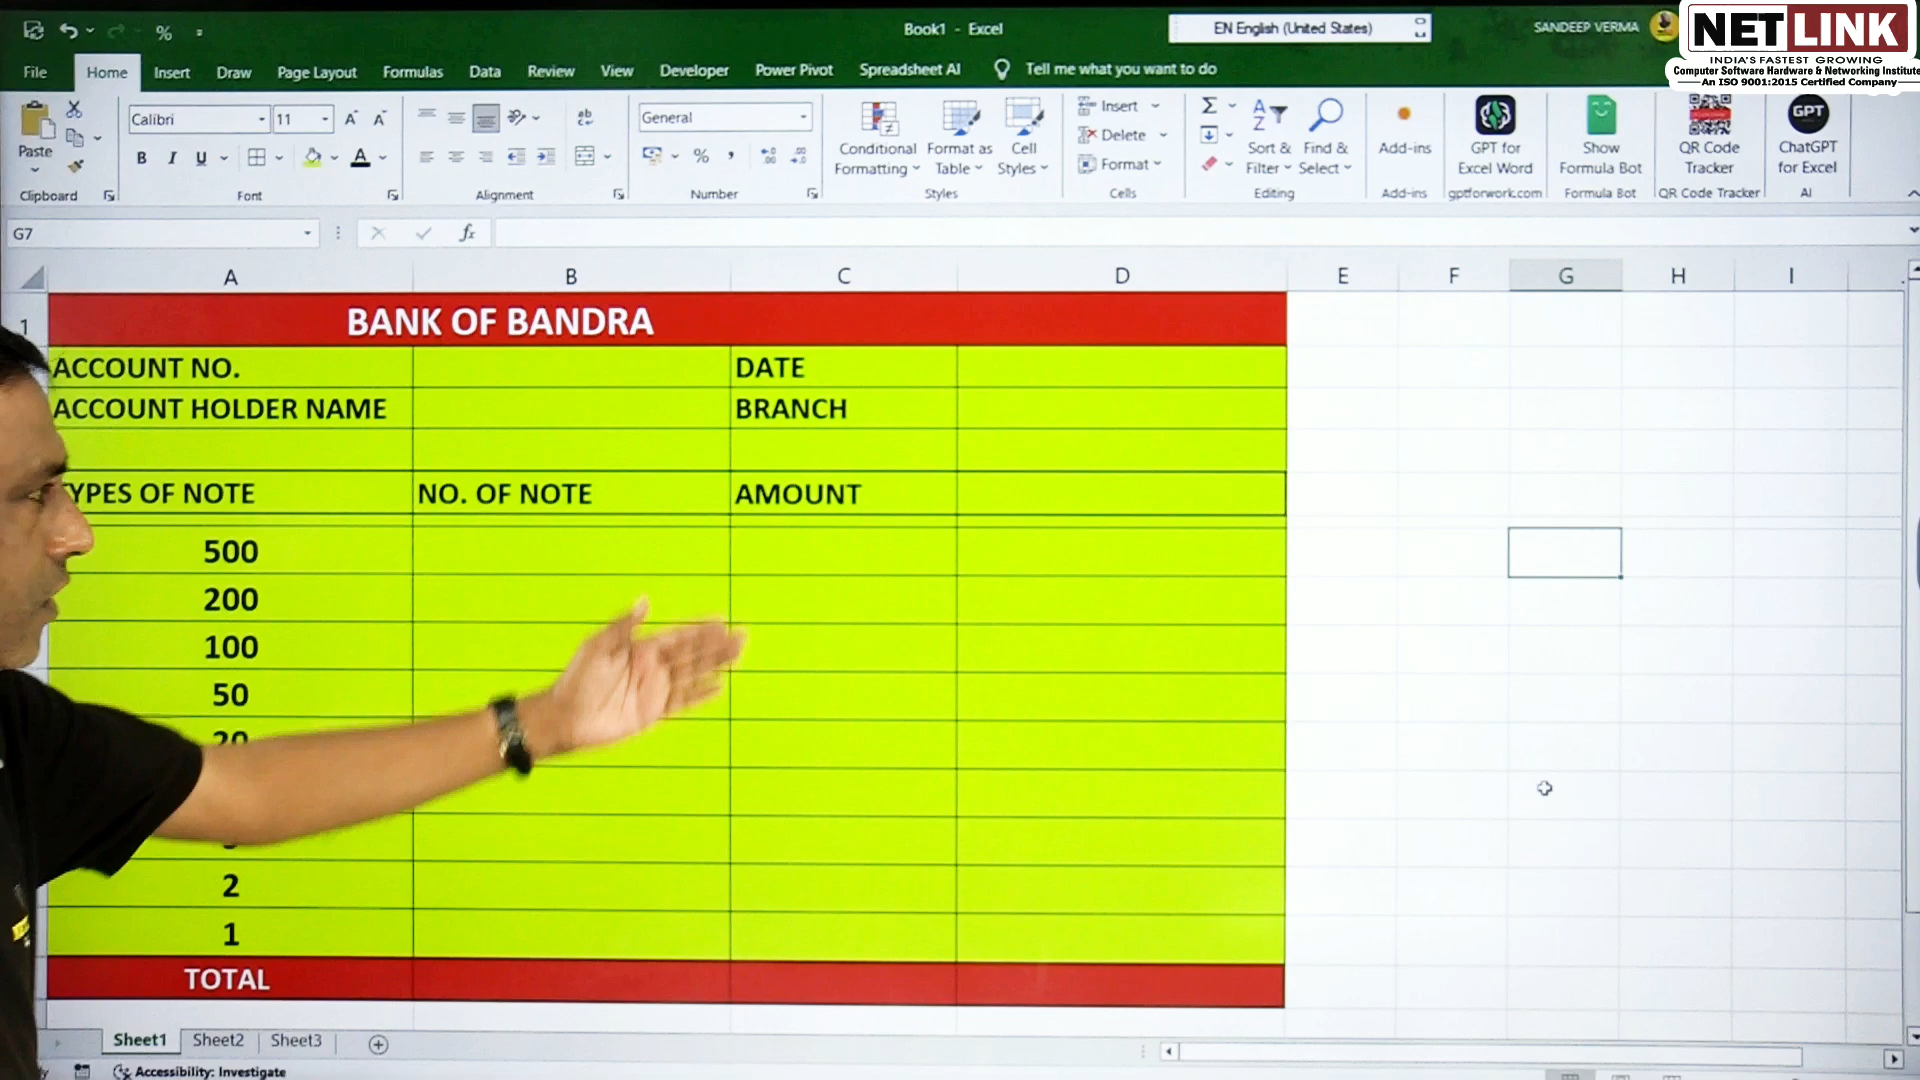 Book1 - Excel
EN English (United States)
SANDEEP VERMA
NETLINK
INDIA'S FASTEST GROWING
Computer Software Hardware & Networking Institute
An ISO 9001:2015 Certified Company
File Home Insert Draw Page Layout Formulas Data Review View Developer Power Pivot Spreadsheet AI Tell me what you want to do
Paste
Calibri 11
B I U
General
Conditional Formatting
Format as Table
Cell Styles
Insert
Delete
Format
Sort & Filter
Find & Select
Add-ins
GPT for Excel Word
Show Formula Bot
QR Code Tracker
GPT
ChatGPT for Excel
Clipboard Font Alignment Number Styles Cells Editing Add-ins gptforwork.com Formula Bot QR Code Tracker AI
G7 fx
A B C D E F G H I
1 BANK OF BANDRA
ACCOUNT NO. DATE
ACCOUNT HOLDER NAME BRANCH
TYPES OF NOTE NO. OF NOTE AMOUNT
500
200
100
50
20
2
1
TOTAL
Sheet1 Sheet2 Sheet3
Accessibility: Investigate